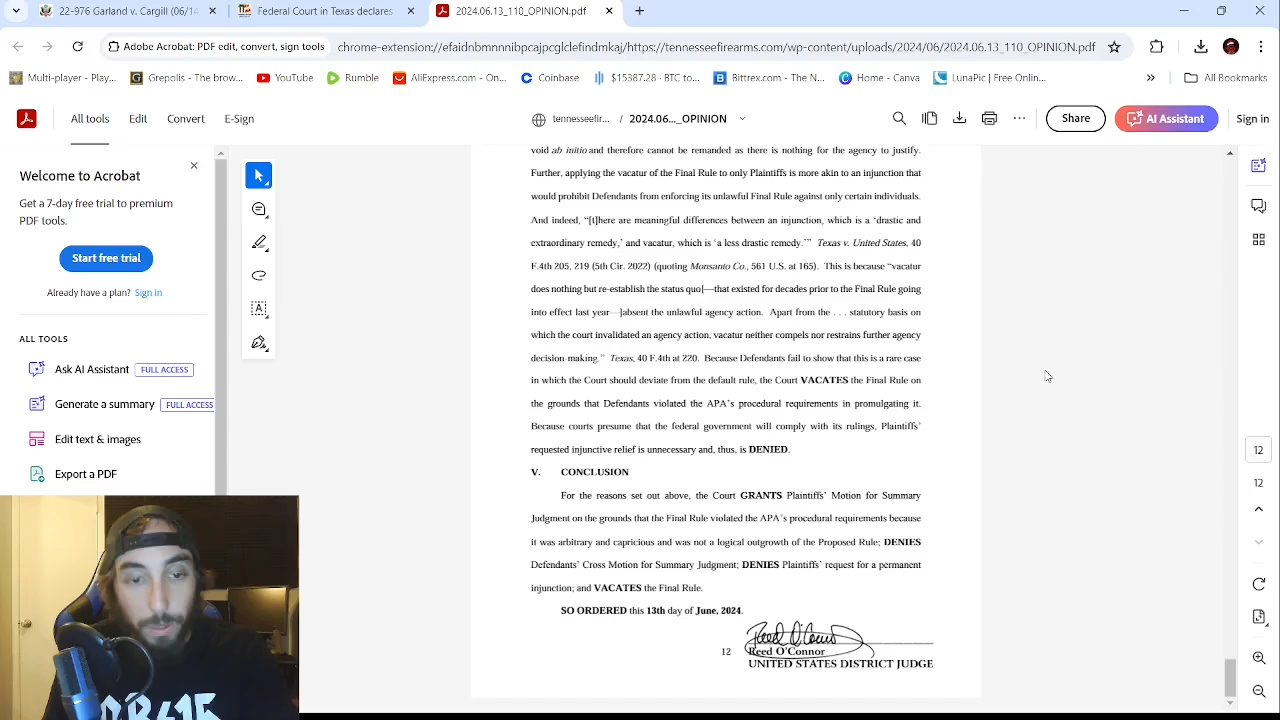 22-976 Garland v. Cargill (06/14
Federal Court in Texas declares
2024.06.13_110_OPINION.pdf
Adobe Acrobat: PDF edit, convert, sign tools
chrome-extension://efaidnbmnnnibpcajpcglclefindmkaj/https://tennesseefirearms.com/wp-content/uploads/2024/06/2024.06.13_110_OPINION.pdf
Multi-player - Play...
Grepolis - The brow...
YouTube
Rumble
AliExpress.com - On...
Coinbase
$15387.28 · BTC to...
Bittrex.com - The N...
Home - Canva
LunaPic | Free Onlin...
All Bookmarks
All tools
Edit
Convert
E-Sign
tennesseefir... / 2024.06..._OPINION
Share
AI Assistant
Sign in
Welcome to Acrobat
Get a 7-day free trial to premium
PDF tools.
Start free trial
Already have a plan? Sign in
ALL TOOLS
Ask AI Assistant FULL ACCESS
Generate a summary FULL ACCESS
Edit text & images
Export a PDF
void ab initio and therefore cannot be remanded as there is nothing for the agency to justify.
Further, applying the vacatur of the Final Rule to only Plaintiffs is more akin to an injunction that
would prohibit Defendants from enforcing its unlawful Final Rule against only certain individuals.
And indeed, “[t]here are meaningful differences between an injunction, which is a ‘drastic and
extraordinary remedy,’ and vacatur, which is ‘a less drastic remedy.’” Texas v. United States, 40
F.4th 205, 219 (5th Cir. 2022) (quoting Monsanto Co., 561 U.S. at 165). This is because “vacatur
does nothing but re-establish the status quo[—that existed for decades prior to the Final Rule going
into effect last year—]absent the unlawful agency action. Apart from the . . . statutory basis on
which the court invalidated an agency action, vacatur neither compels nor restrains further agency
decision-making.” Texas, 40 F.4th at 220. Because Defendants fail to show that this is a rare case
in which the Court should deviate from the default rule, the Court VACATES the Final Rule on
the grounds that Defendants violated the APA’s procedural requirements in promulgating it.
Because courts presume that the federal government will comply with its rulings, Plaintiffs’
requested injunctive relief is unnecessary and, thus, is DENIED.
V. CONCLUSION
For the reasons set out above, the Court GRANTS Plaintiffs’ Motion for Summary
Judgment on the grounds that the Final Rule violated the APA’s procedural requirements because
it was arbitrary and capricious and was not a logical outgrowth of the Proposed Rule; DENIES
Defendants’ Cross Motion for Summary Judgment; DENIES Plaintiffs’ request for a permanent
injunction; and VACATES the Final Rule.
SO ORDERED this 13th day of June, 2024.
Reed O'Connor
12 Reed O’Connor
UNITED STATES DISTRICT JUDGE
12
12